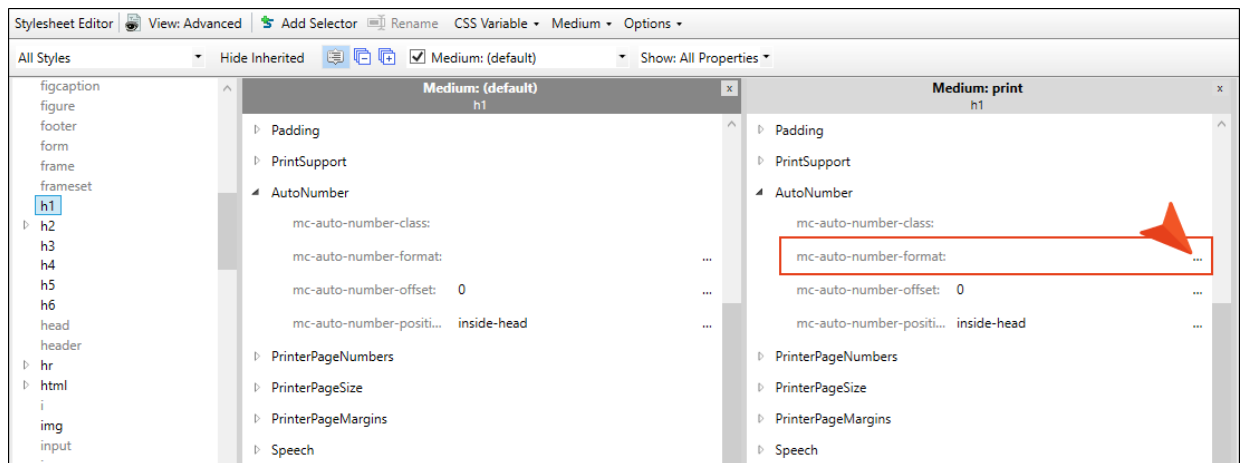 Stylesheet Editor View: Advanced Add Selector Rename CSS Variable Medium Options
All Styles Hide Inherited Medium: (default) Show: All Properties
figcaption
figure
footer
form
frame
frameset
h1
h2
h3
h4
h5
h6
head
header
hr
html
i
img
input
Medium: (default) x
h1
Padding
PrintSupport
AutoNumber
mc-auto-number-class:
mc-auto-number-format: ...
mc-auto-number-offset: 0 ...
mc-auto-number-positi... inside-head ...
PrinterPageNumbers
PrinterPageSize
PrinterPageMargins
Speech
Medium: print x
h1
Padding
PrintSupport
AutoNumber
mc-auto-number-class:
mc-auto-number-format: ...
mc-auto-number-offset: 0 ...
mc-auto-number-positi... inside-head ...
PrinterPageNumbers
PrinterPageSize
PrinterPageMargins
Speech